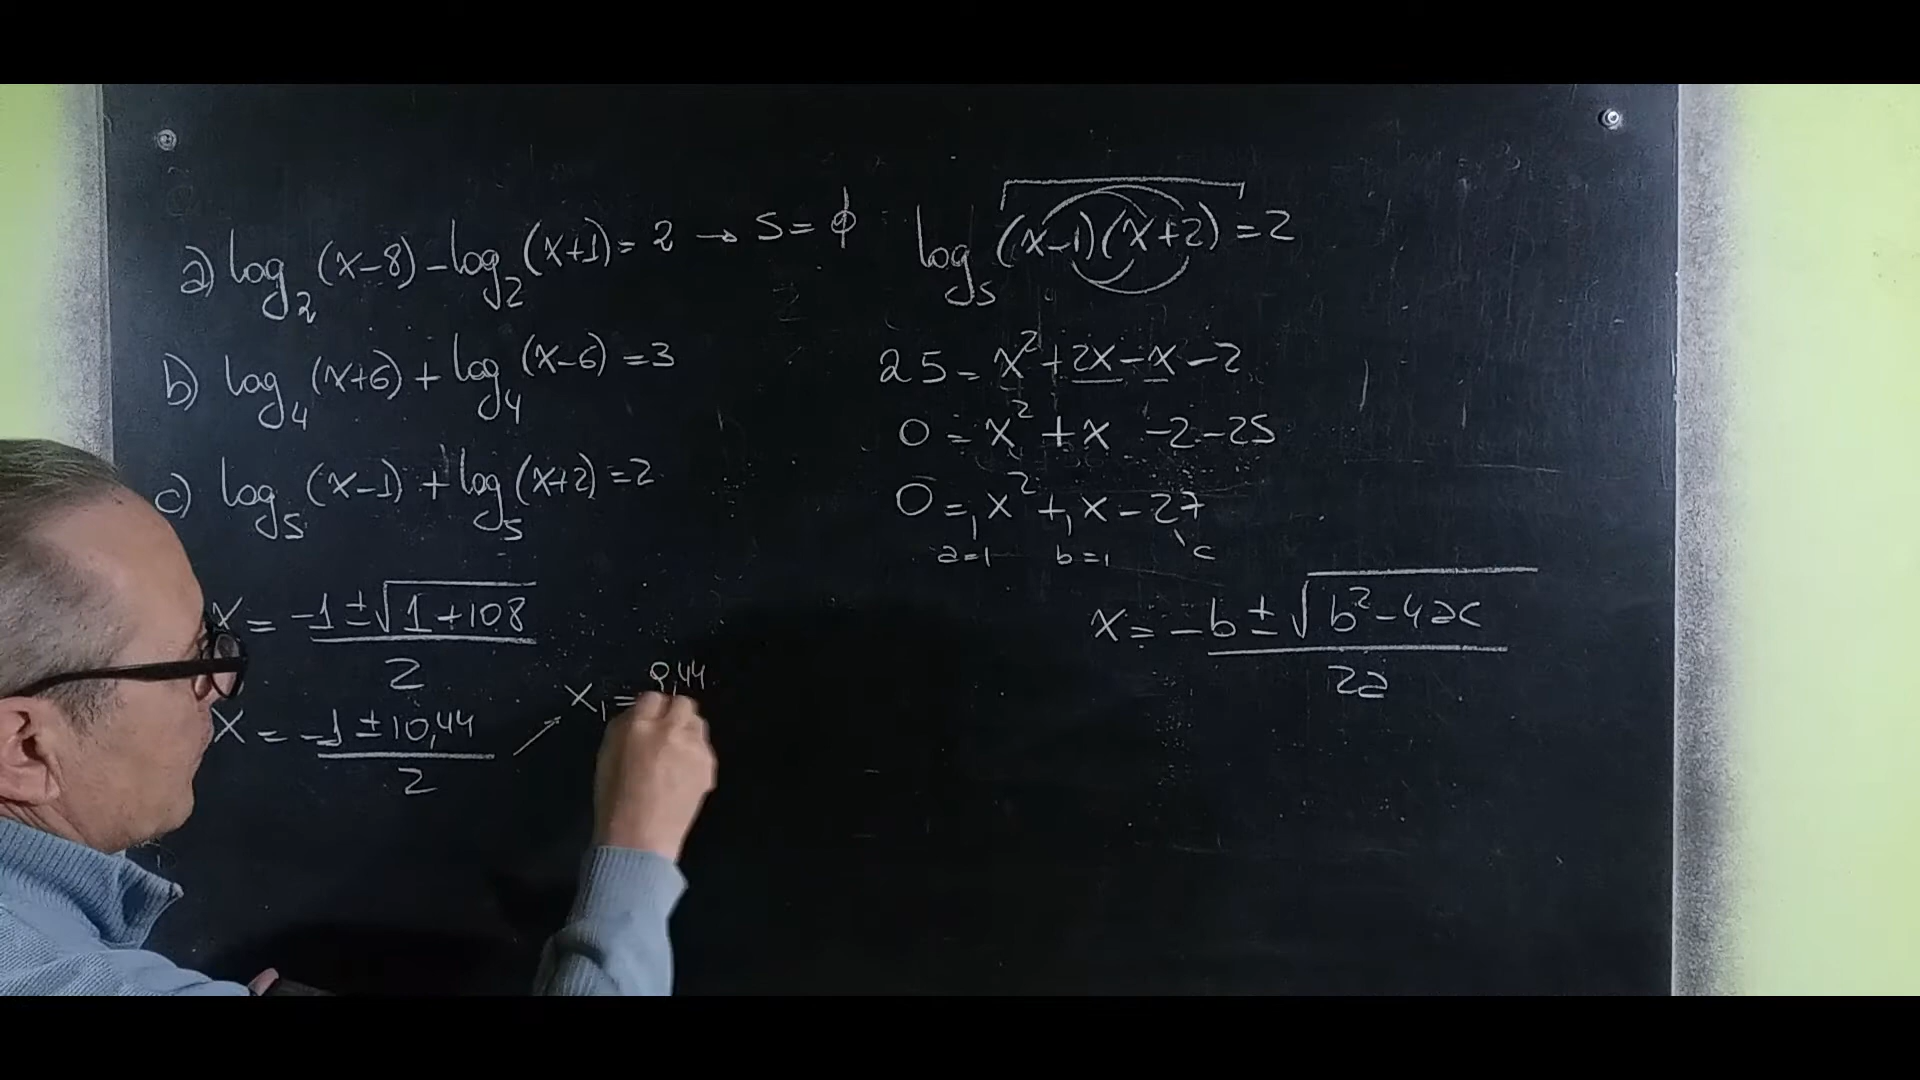 a) log₂(x-8)-log₂(x+1)=2 → S=ϕ
b) log₄(x+6)+log₄(x-6)=3
c) log₅(x-1)+log₅(x+2)=2
x = -1±√1+108
2
x = -1±10,44
2
x₁ = 9,44
log₅(x-1)(x+2)=2
25=x²+2x-x-2
0=x²+x -2-25
0=₁x²+₁x-27
a=1 b=1 c
x = -b±√b²-4ac
2a